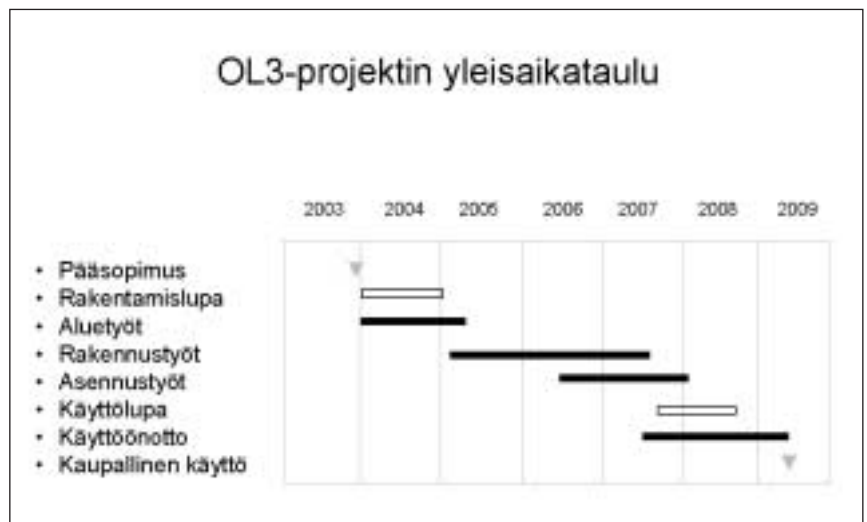 OL3-projektin yleisaikataulu
2003 2004 2005 2006 2007 2008 2009
• Pääsopimus
• Rakentamislupa
• Aluetyöt
• Rakennustyöt
• Asennustyöt
• Käyttölupa
• Käyttöönotto
• Kaupallinen käyttö